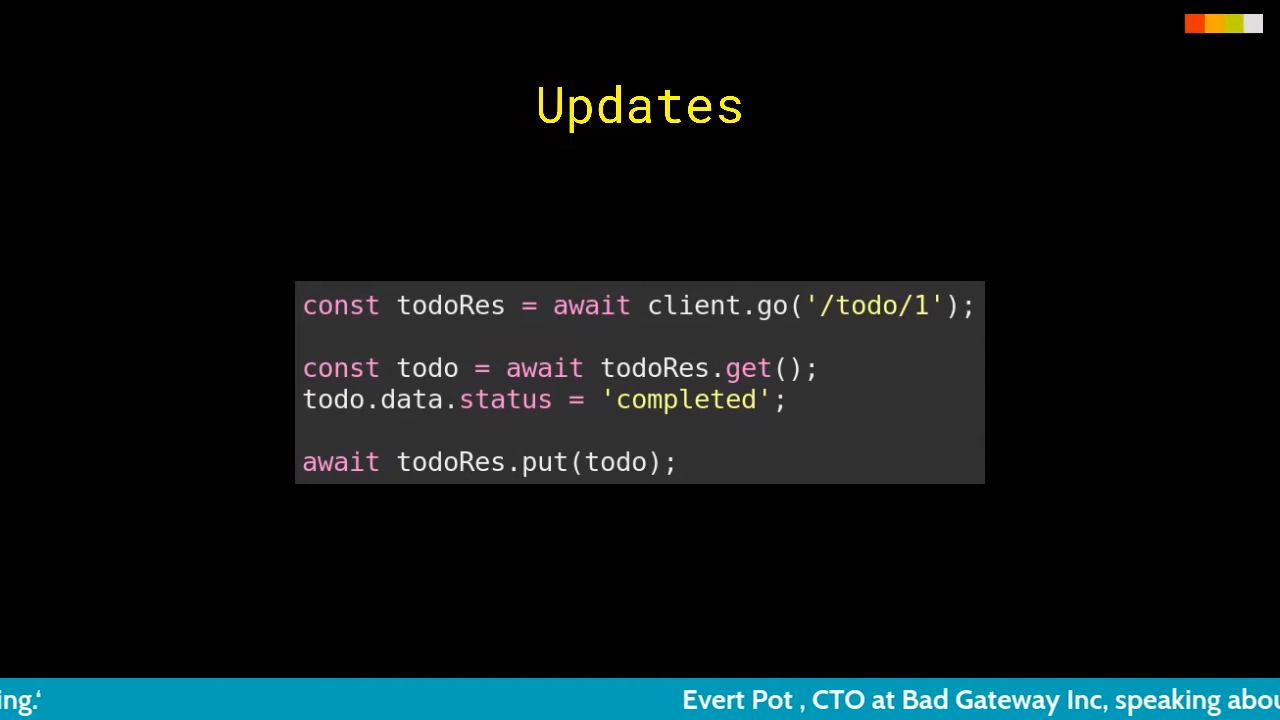 Updates
const todoRes = await client.go('/todo/1');
const todo = await todoRes.get();
todo.data.status = 'completed';
await todoRes.put(todo);
ing.‘ Evert Pot , CTO at Bad Gateway Inc, speaking abou